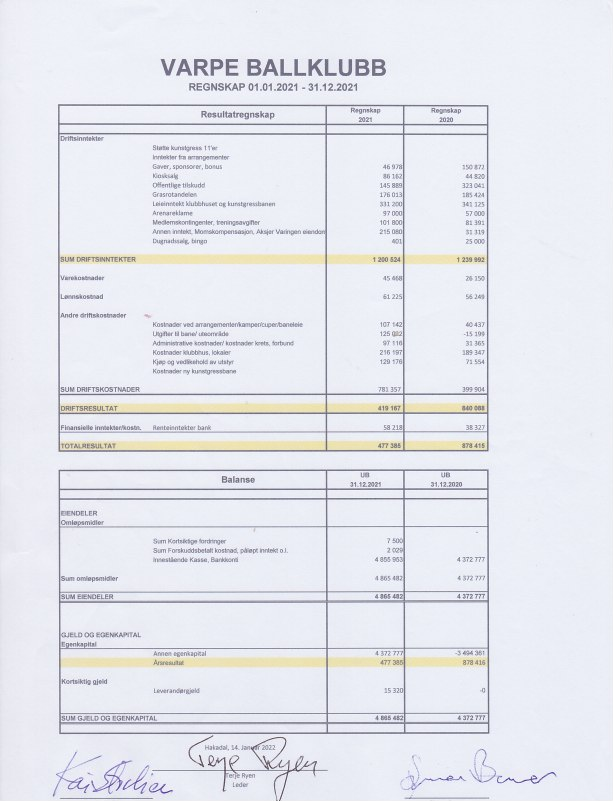 VARPE BALLKLUBB
REGNSKAP 01.01.2021 - 31.12.2021
Resultatregnskap Regnskap 2021 Regnskap 2020
Driftsinntekter
Støtte kunstgress 11'er
Inntekter fra arrangementer
Gaver, sponsorer, bonus 46 978 150 872
Kiosksalg 86 162 44 820
Offentlige tilskudd 145 889 323 041
Grasrotandelen 176 013 185 424
Leieinntekt klubbhuset og kunstgressbanen 331 200 341 125
Arenareklame 97 000 57 000
Medlemskontingenter, treningsavgifter 101 800 81 391
Annen inntekt, Momskompensasjon, Aksjer Varingen eiendom 215 080 31 319
Dugnadssalg, bingo 401 25 000
SUM DRIFTSINNTEKTER 1 200 524 1 239 992
Varekostnader 45 468 26 150
Lønnskostnad 61 225 56 249
Andre driftskostnader
Kostnader ved arrangementer/kamper/cuper/baneleie 107 142 40 437
Utgifter til bane/ uteområde 125 082 -15 199
Administrative kostnader/ kostnader krets, forbund 97 116 31 365
Kostnader klubbhus, lokaler 216 197 189 347
Kjøp og vedlikehold av utstyr 129 176 71 554
Kostnader ny kunstgressbane
SUM DRIFTSKOSTNADER 781 357 399 904
DRIFTSRESULTAT 419 167 840 088
Finansielle inntekter/kostn. Renteinntekter bank 58 218 38 327
TOTALRESULTAT 477 385 878 415
Balanse UB 31.12.2021 UB 31.12.2020
EIENDELER
Omløpsmidler
Sum Kortsiktige fordringer 7 500
Sum Forskuddsbetalt kostnad, påløpt inntekt o.l. 2 029
Innestående Kasse, Bankkonti 4 855 953 4 372 777
Sum omløpsmidler 4 865 482 4 372 777
SUM EIENDELER 4 865 482 4 372 777
GJELD OG EGENKAPITAL
Egenkapital
Annen egenkapital 4 372 777 -3 494 361
Årsresultat 477 385 878 416
Kortsiktig gjeld
Leverandørgjeld 15 320 -0
SUM GJELD OG EGENKAPITAL 4 865 482 4 372 777
Hakadal, 14. Januar 2022
Terje Ryen
Terje Ryen
Leder